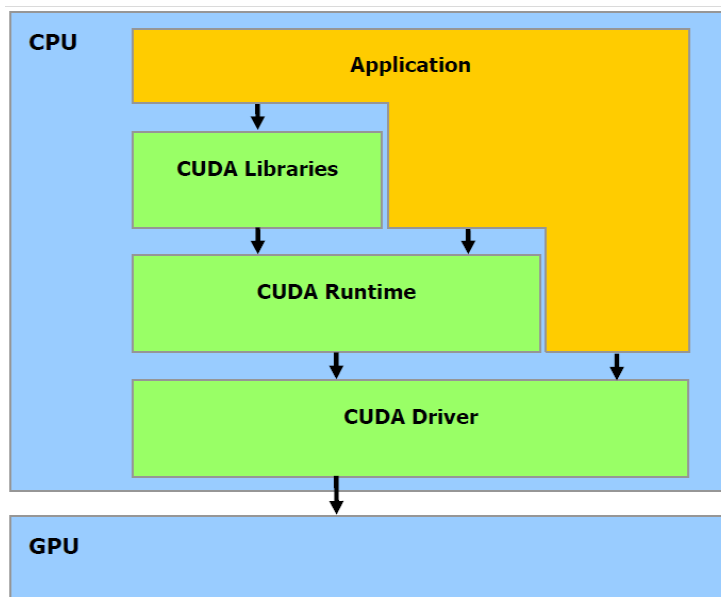 CPU
Application
CUDA Libraries
CUDA Runtime
CUDA Driver
GPU